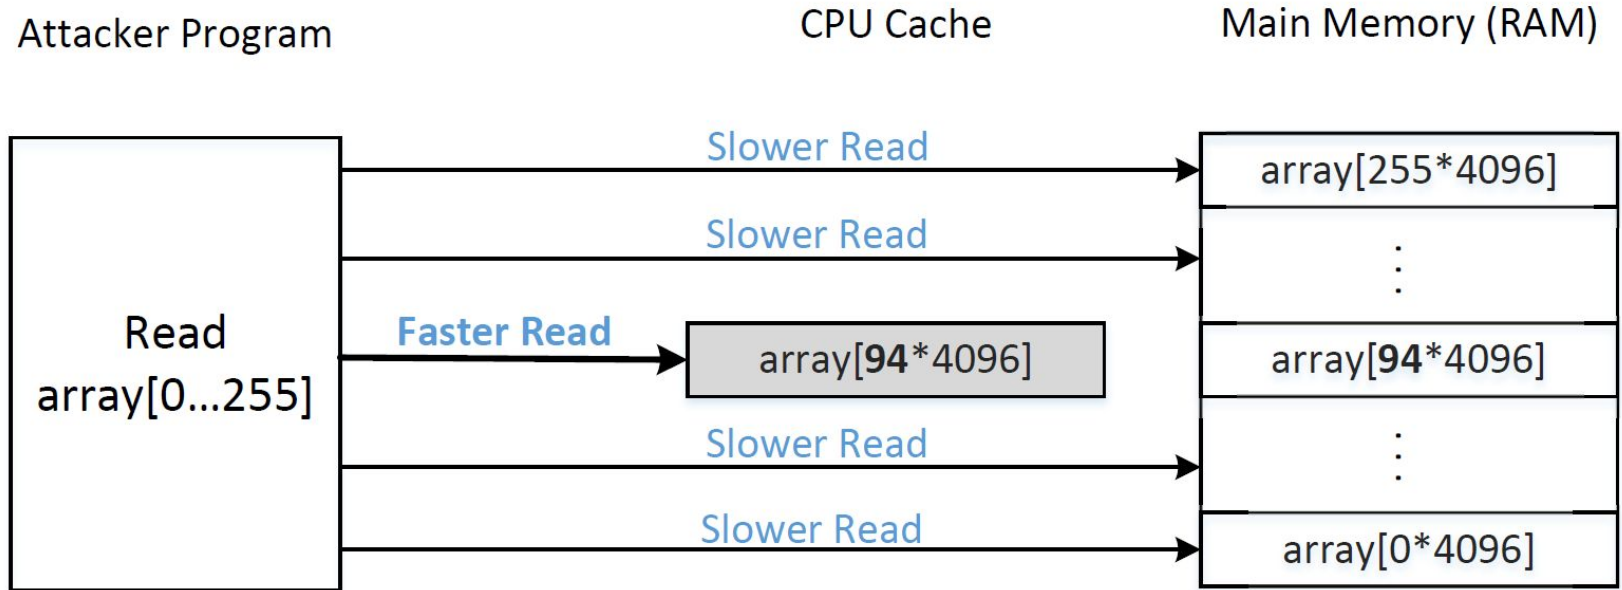 Attacker Program
CPU Cache
Main Memory (RAM)
Slower Read
array[255*4096]
Slower Read
⋮
Read
array[0...255]
Faster Read
array[94*4096]
array[94*4096]
Slower Read
⋮
Slower Read
array[0*4096]